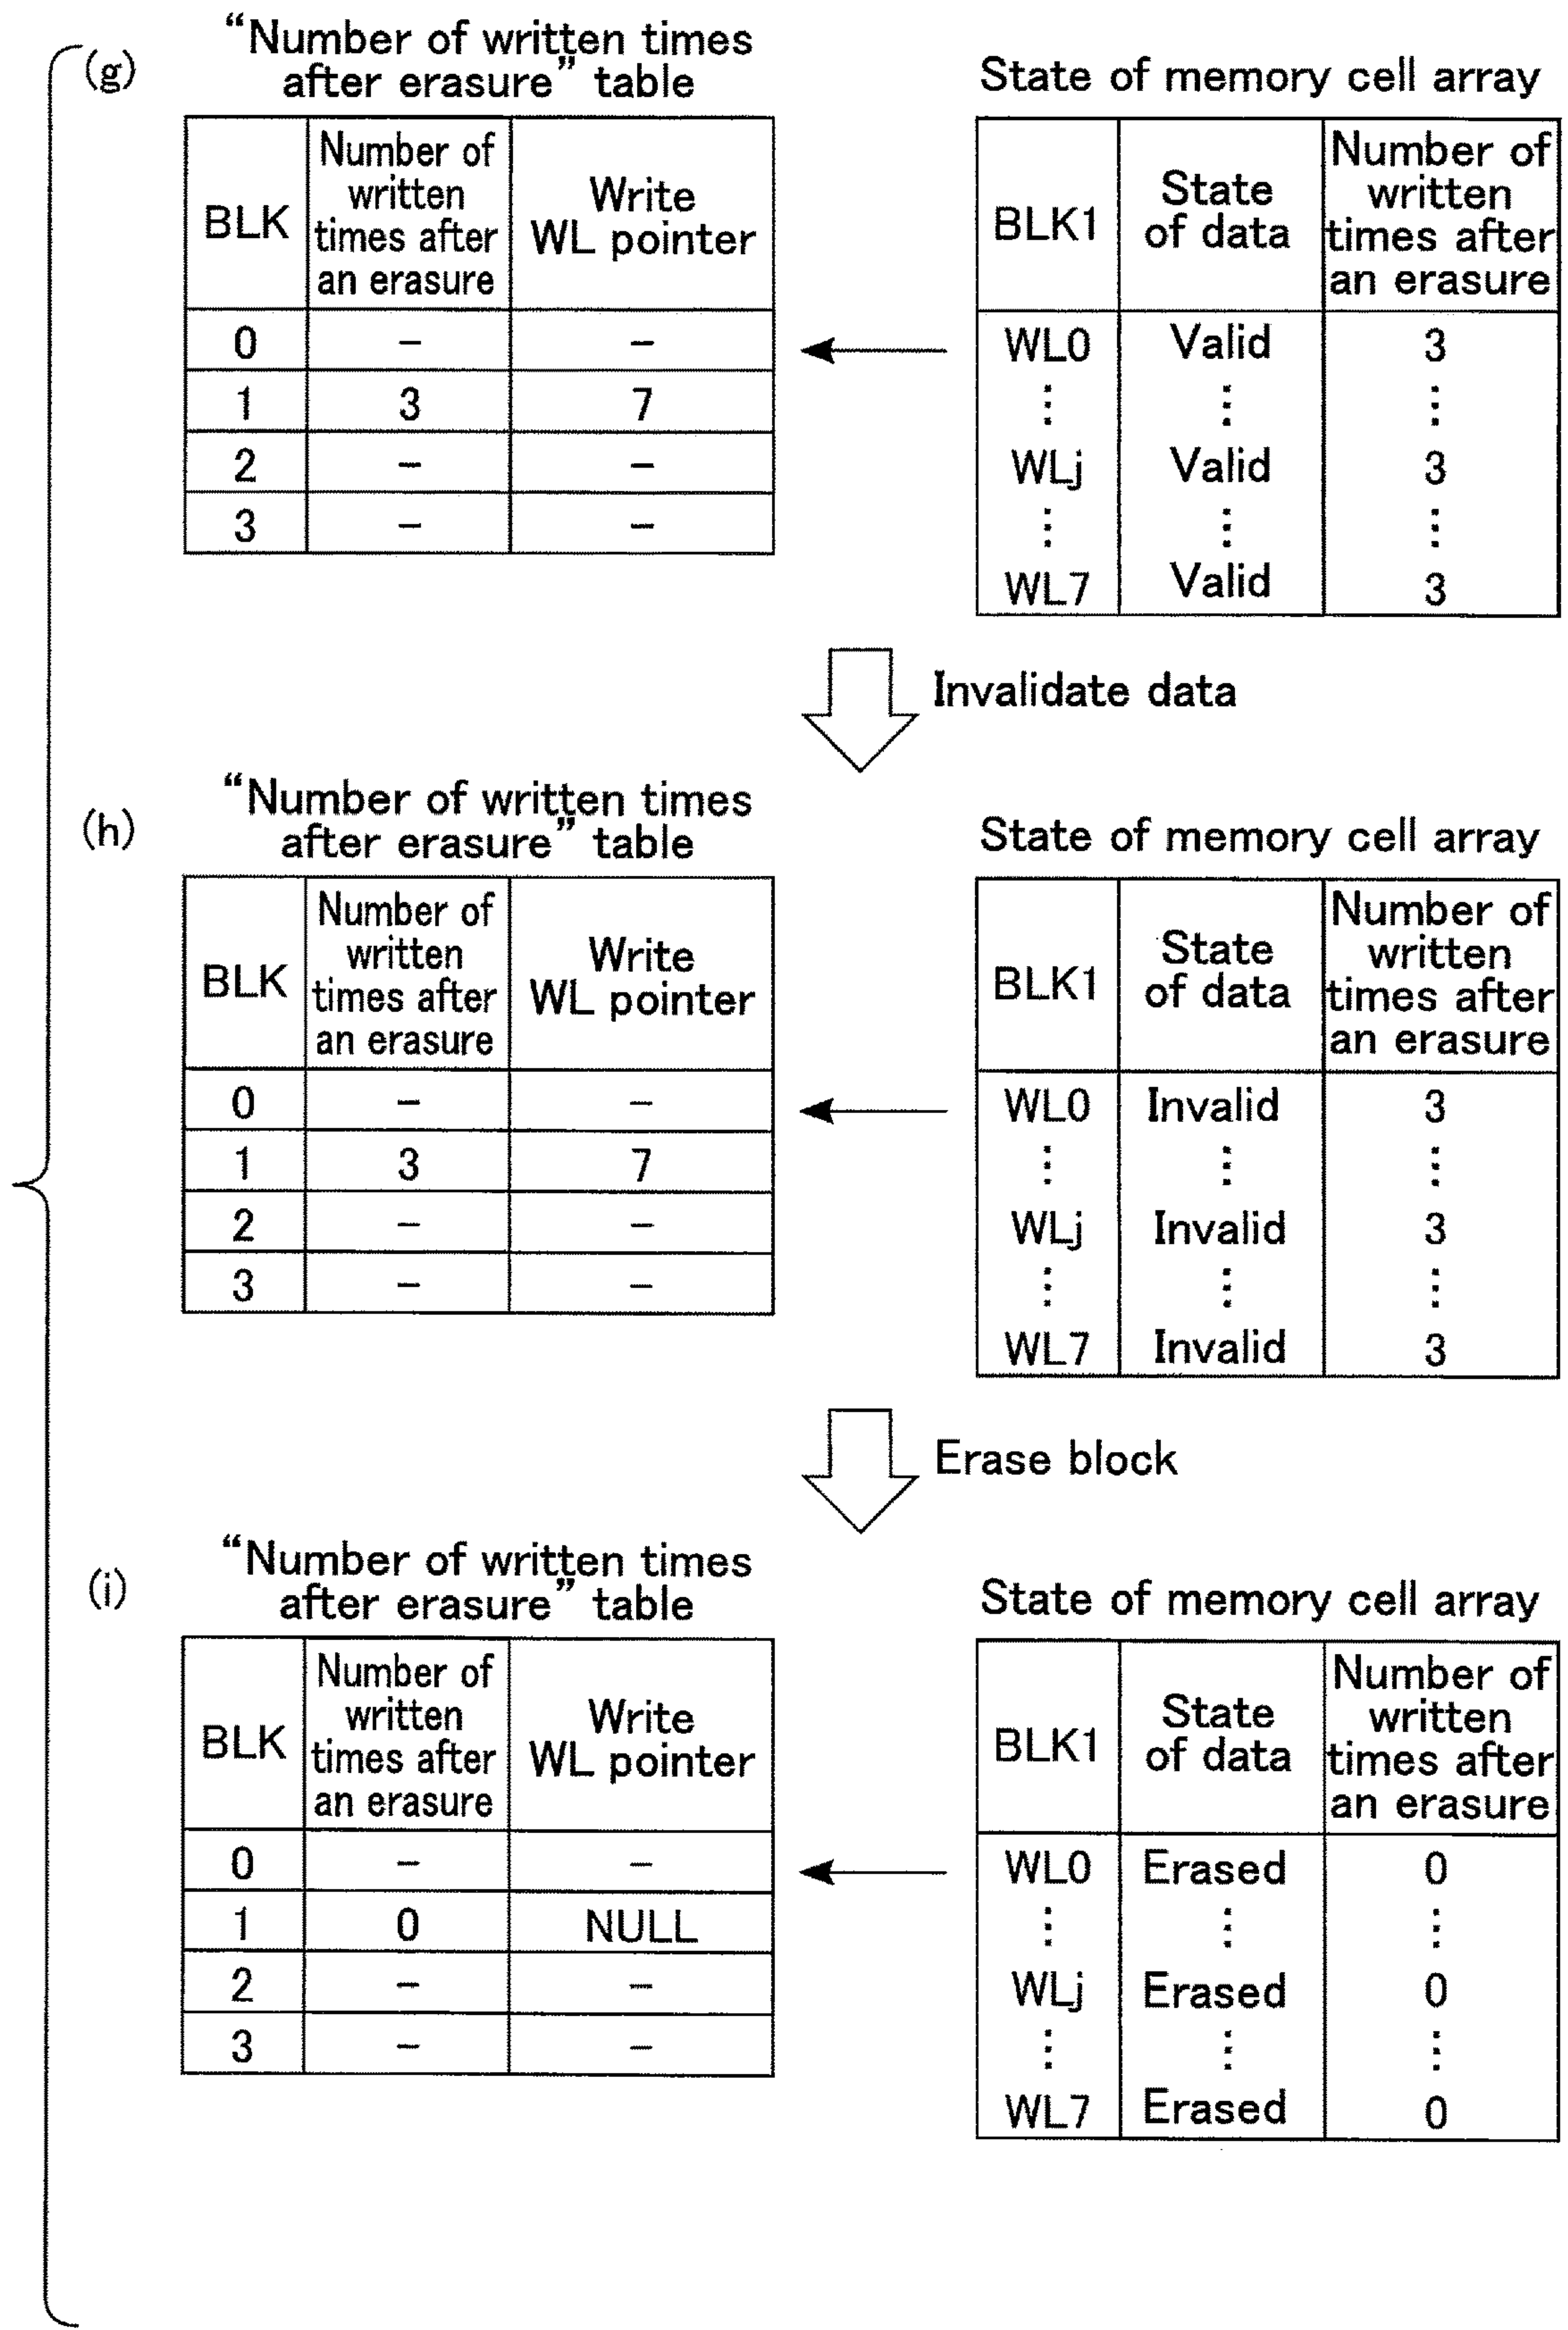 (g)
“Number of written times
after erasure” table
BLK
Number of
written
times after
an erasure
Write
WL pointer
0 – –
1 3 7
2 – –
3 – –
State of memory cell array
BLK1
State
of data
Number of
written
times after
an erasure
WL0 Valid 3
⋮ ⋮ ⋮
WLj Valid 3
⋮ ⋮ ⋮
WL7 Valid 3
Invalidate data
(h)
“Number of written times
after erasure” table
BLK
Number of
written
times after
an erasure
Write
WL pointer
0 – –
1 3 7
2 – –
3 – –
State of memory cell array
BLK1
State
of data
Number of
written
times after
an erasure
WL0 Invalid 3
⋮ ⋮ ⋮
WLj Invalid 3
⋮ ⋮ ⋮
WL7 Invalid 3
Erase block
(i)
“Number of written times
after erasure” table
BLK
Number of
written
times after
an erasure
Write
WL pointer
0 – –
1 0 NULL
2 – –
3 – –
State of memory cell array
BLK1
State
of data
Number of
written
times after
an erasure
WL0 Erased 0
⋮ ⋮ ⋮
WLj Erased 0
⋮ ⋮ ⋮
WL7 Erased 0